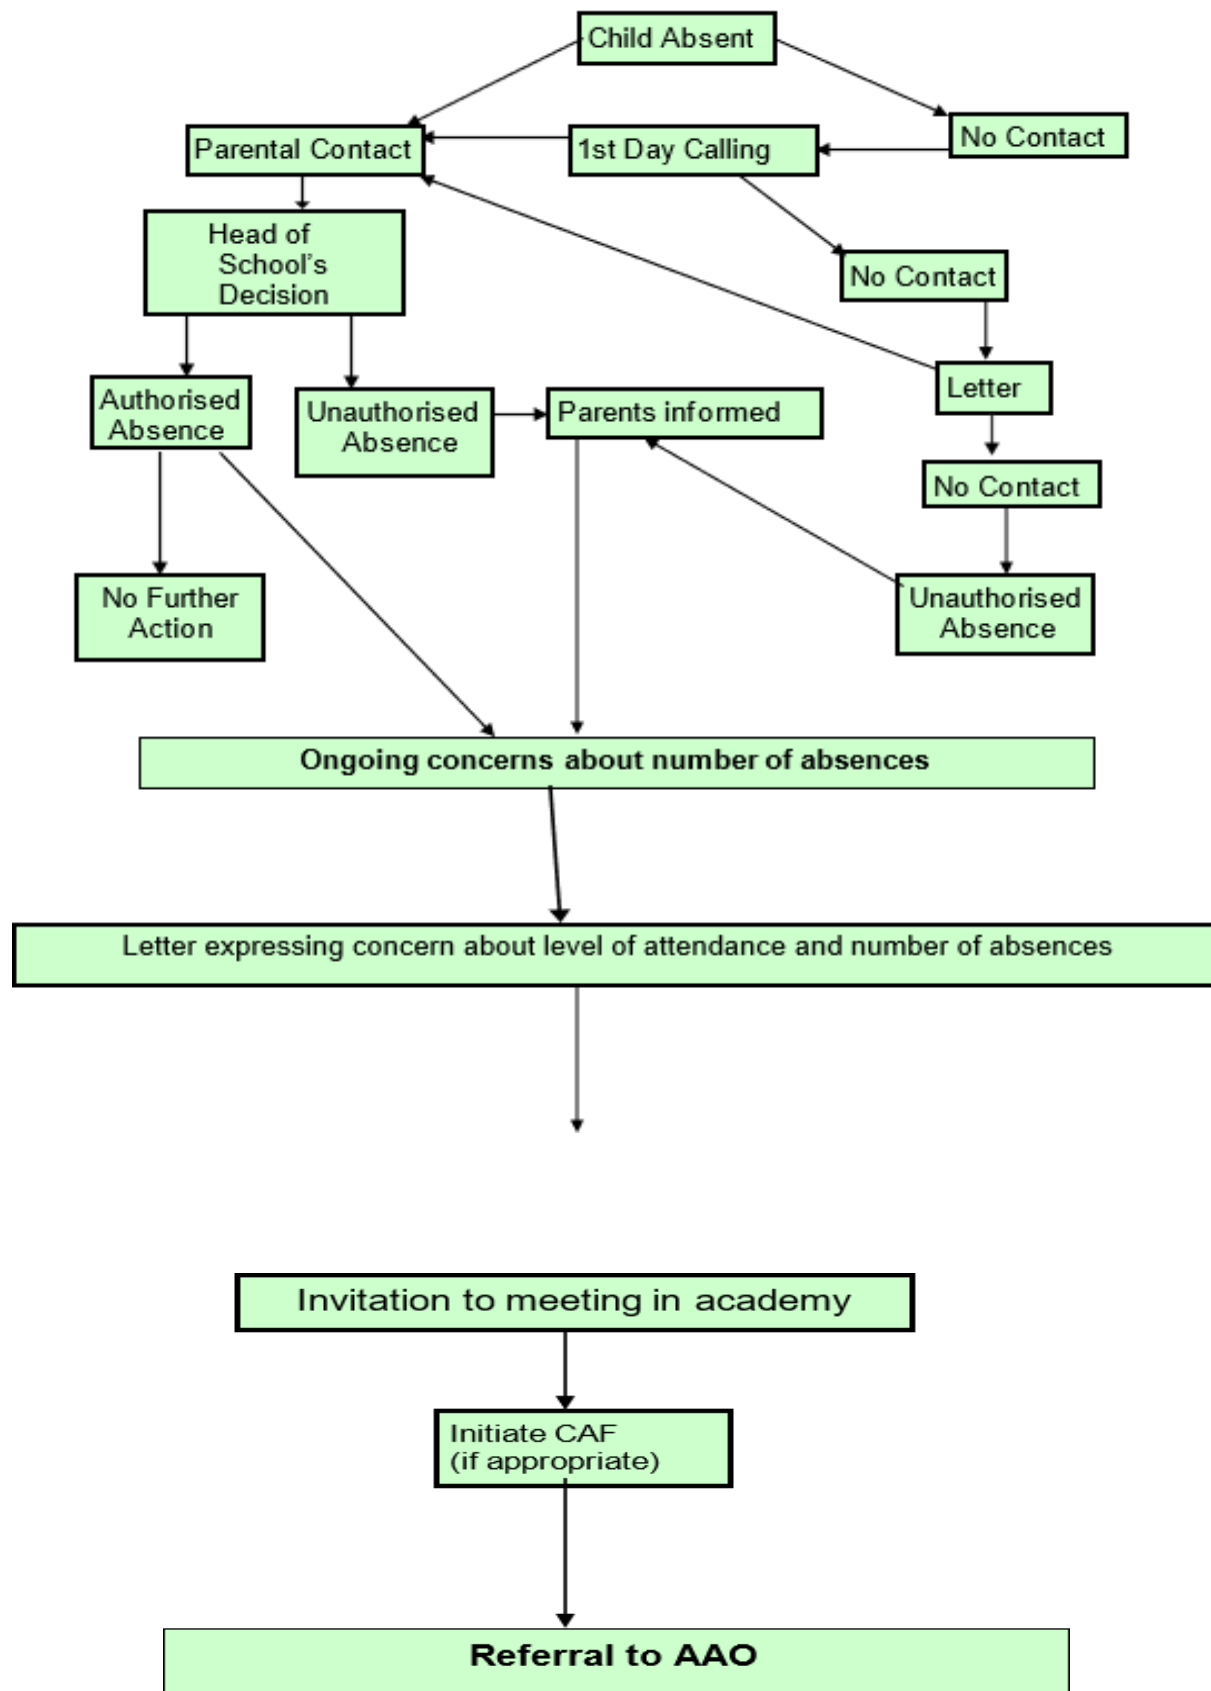 Child Absent
No Contact
Parental Contact
1st Day Calling
Head of
School's
Decision
No Contact
Authorised
Absence
Unauthorised
Absence
Parents informed
Letter
No Contact
No Further
Action
Unauthorised
Absence
Ongoing concerns about number of absences
Letter expressing concern about level of attendance and number of absences
Invitation to meeting in academy
Initiate CAF
(if appropriate)
Referral to AAO